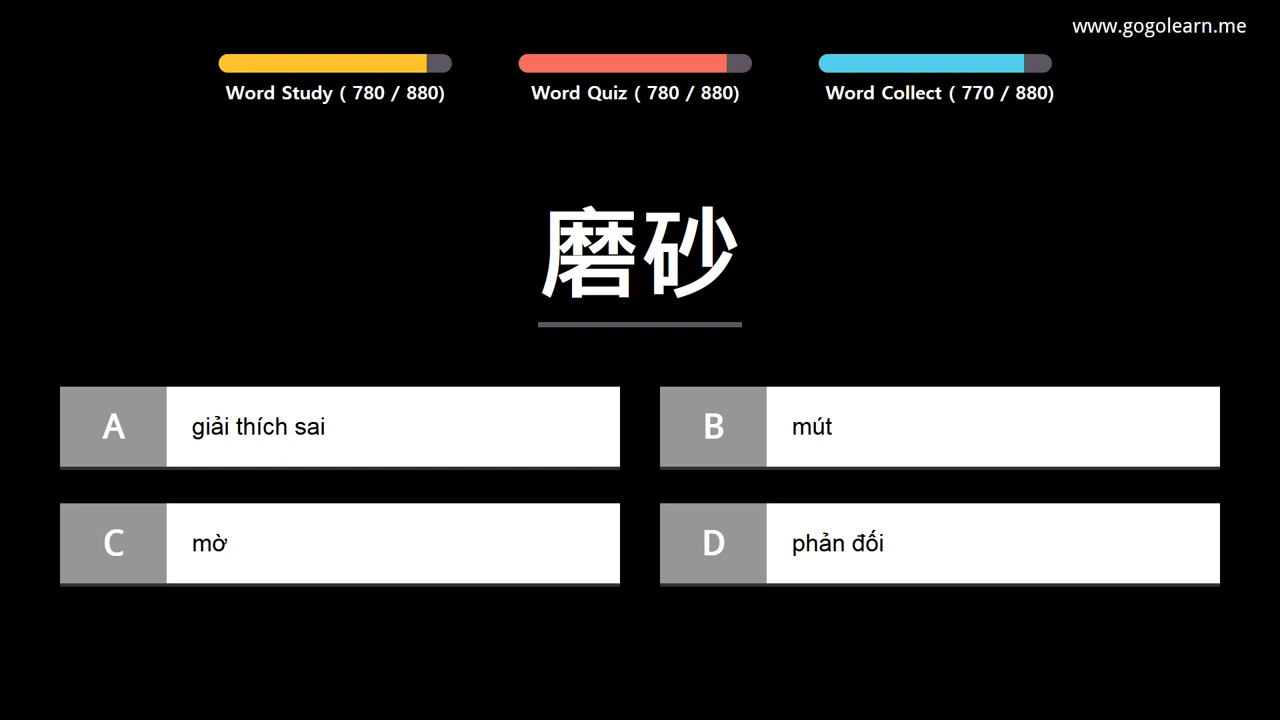 www.gogolearn.me
Word Study ( 780 / 880)
Word Quiz ( 780 / 880)
Word Collect ( 770 / 880)
磨砂
A giải thích sai
B mút
C mờ
D phản đối